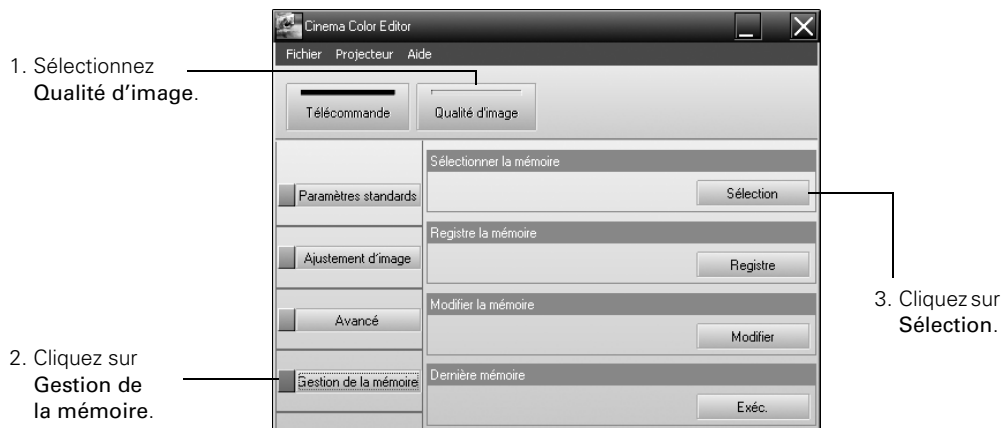 Cinema Color Editor
Fichier Projecteur Aide
1. Sélectionnez
Qualité d'image.
Télécommande
Qualité d'image
Sélectionner la mémoire
Paramètres standards
Sélection
Registre la mémoire
Ajustement d'image
Registre
3. Cliquez sur
Sélection.
Modifier la mémoire
Avancé
Modifier
2. Cliquez sur
Gestion de
la mémoire.
Gestion de la mémoire
Dernière mémoire
Exéc.